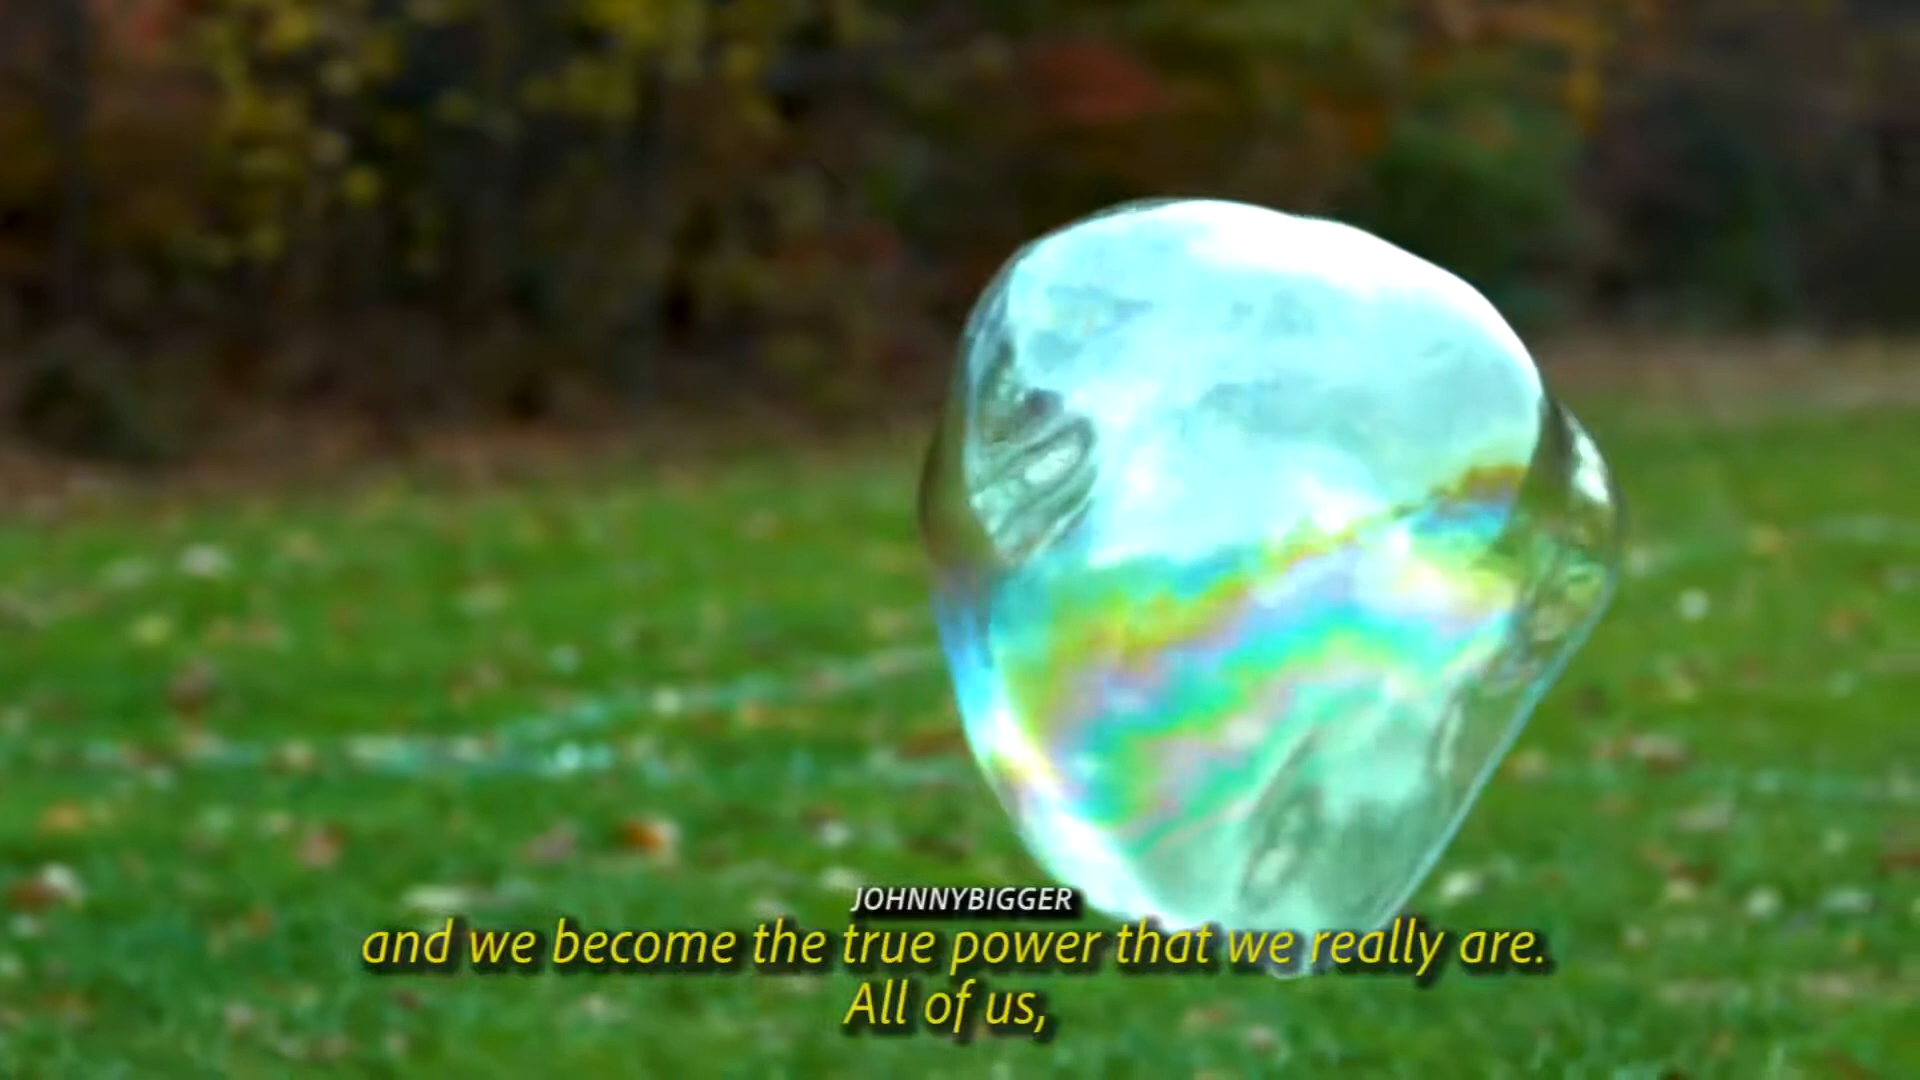 JOHNNYBIGGER
and we become the true power that we really are.
All of us,